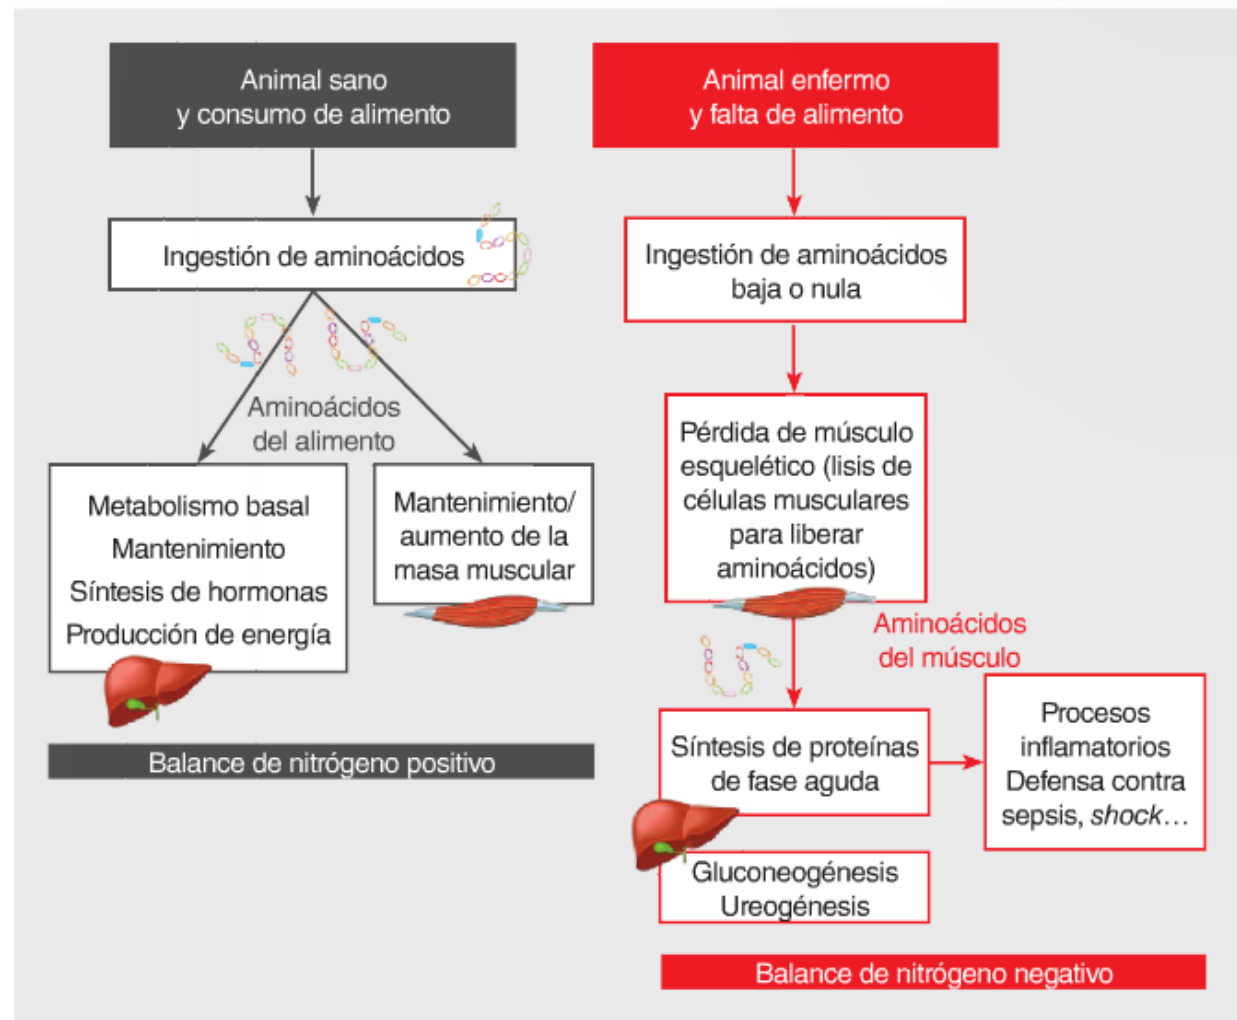 Animal sano
y consumo de alimento
Ingestión de aminoácidos
Aminoácidos
del alimento
Metabolismo basal
Mantenimiento
Síntesis de hormonas
Producción de energía
Mantenimiento/
aumento de la
masa muscular
Balance de nitrógeno positivo
Animal enfermo
y falta de alimento
Ingestión de aminoácidos
baja o nula
Pérdida de músculo
esquelético (lisis de
células musculares
para liberar
aminoácidos)
Aminoácidos
del músculo
Síntesis de proteínas
de fase aguda
Procesos
inflamatorios
Defensa contra
sepsis, shock…
Gluconeogénesis
Ureogénesis
Balance de nitrógeno negativo